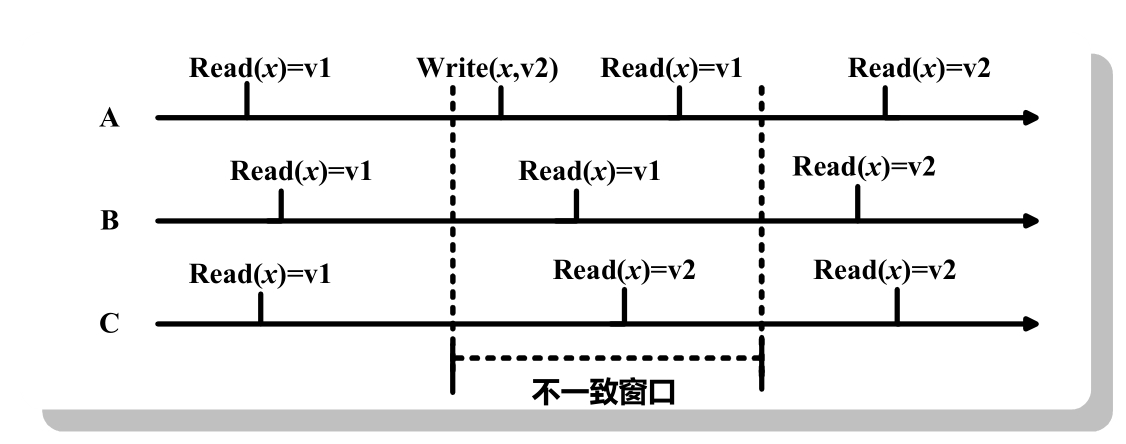 Read(x)=v1 Write(x,v2) Read(x)=v1 Read(x)=v2
A
Read(x)=v1 Read(x)=v1 Read(x)=v2
B
Read(x)=v1 Read(x)=v2 Read(x)=v2
C
不一致窗口